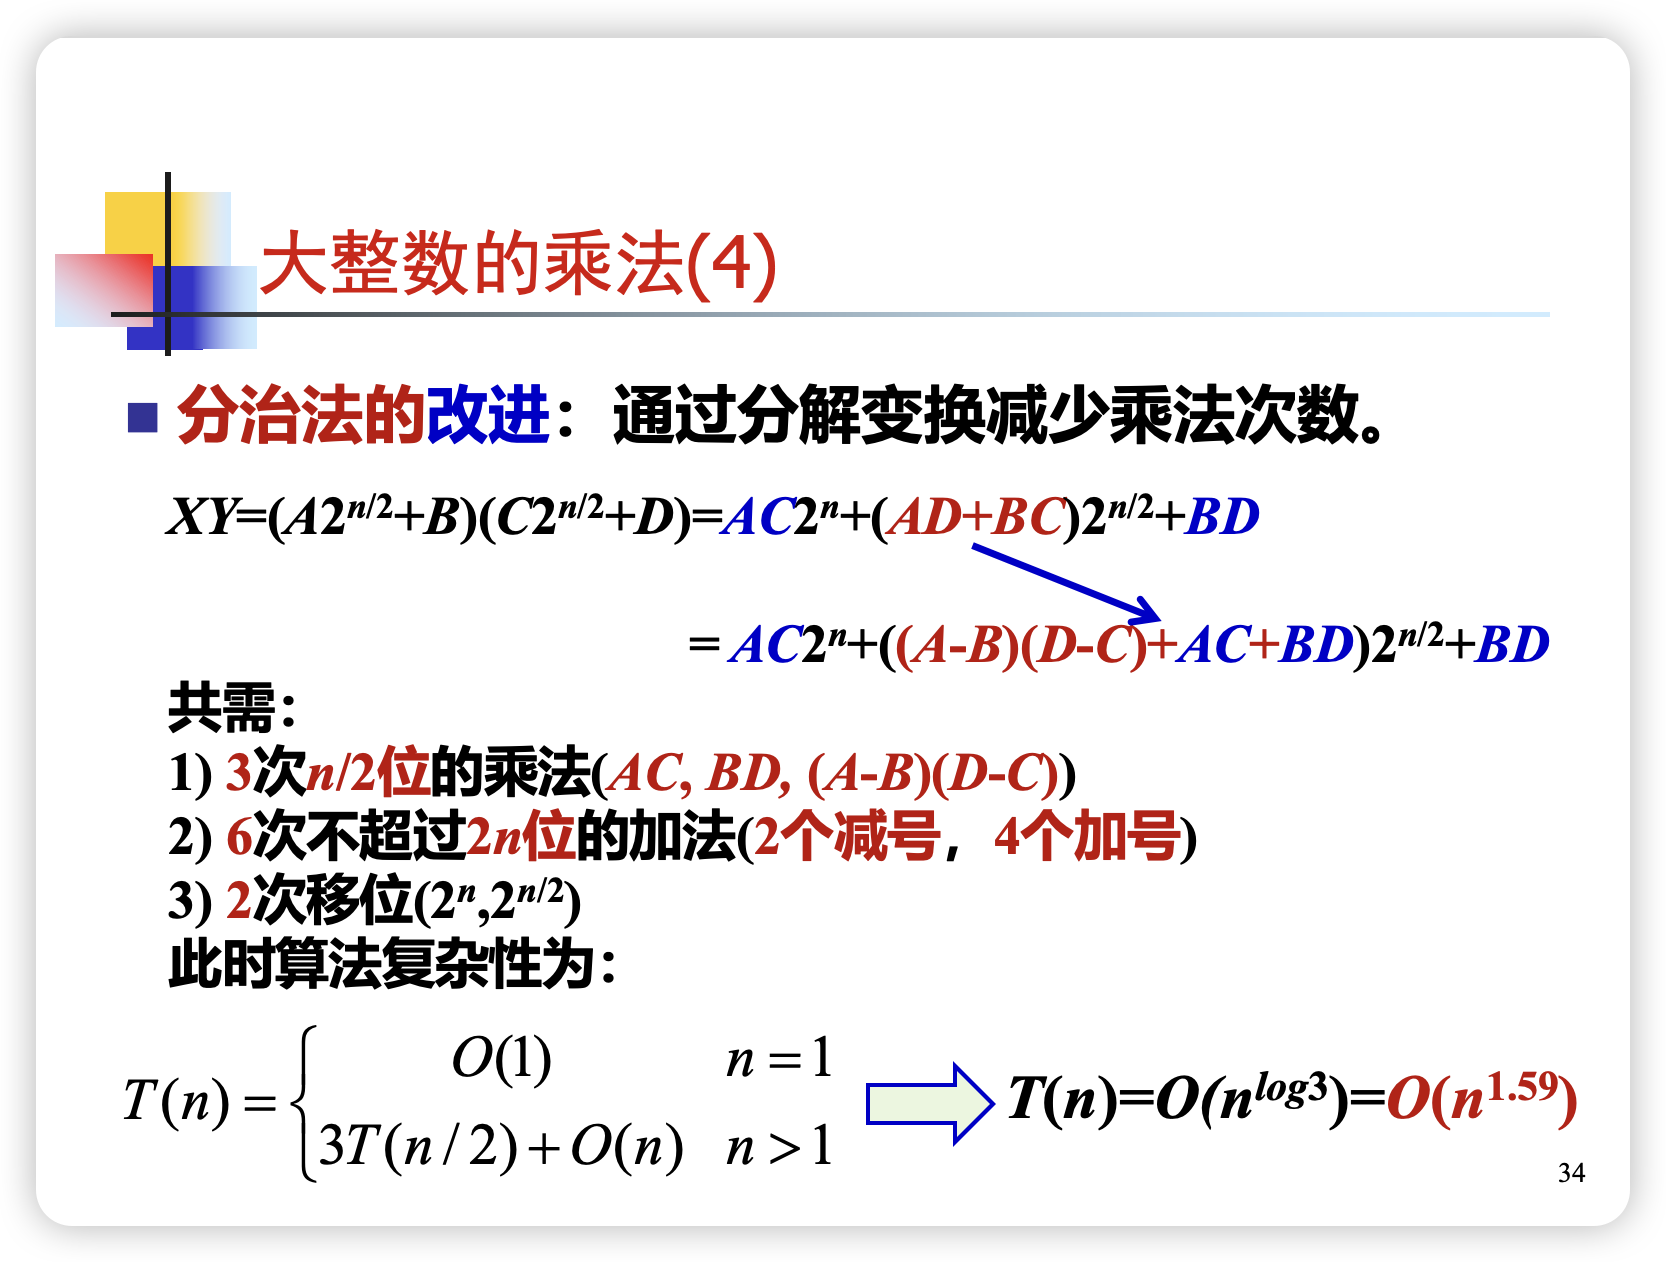 大整数的乘法(4)
■ 分治法的改进：通过分解变换减少乘法次数。
XY=(A2^{n/2}+B)(C2^{n/2}+D)=AC2^{n}+(AD+BC)2^{n/2}+BD
= AC2^{n}+((A-B)(D-C)+AC+BD)2^{n/2}+BD
共需：
1) 3次n/2位的乘法(AC, BD, (A-B)(D-C))
2) 6次不超过2n位的加法(2个减号，4个加号)
3) 2次移位(2^{n},2^{n/2})
此时算法复杂性为：
T(n) = { O(1) n = 1
3T(n / 2) + O(n) n > 1
T(n)=O(n^{log3})=O(n^{1.59})
34